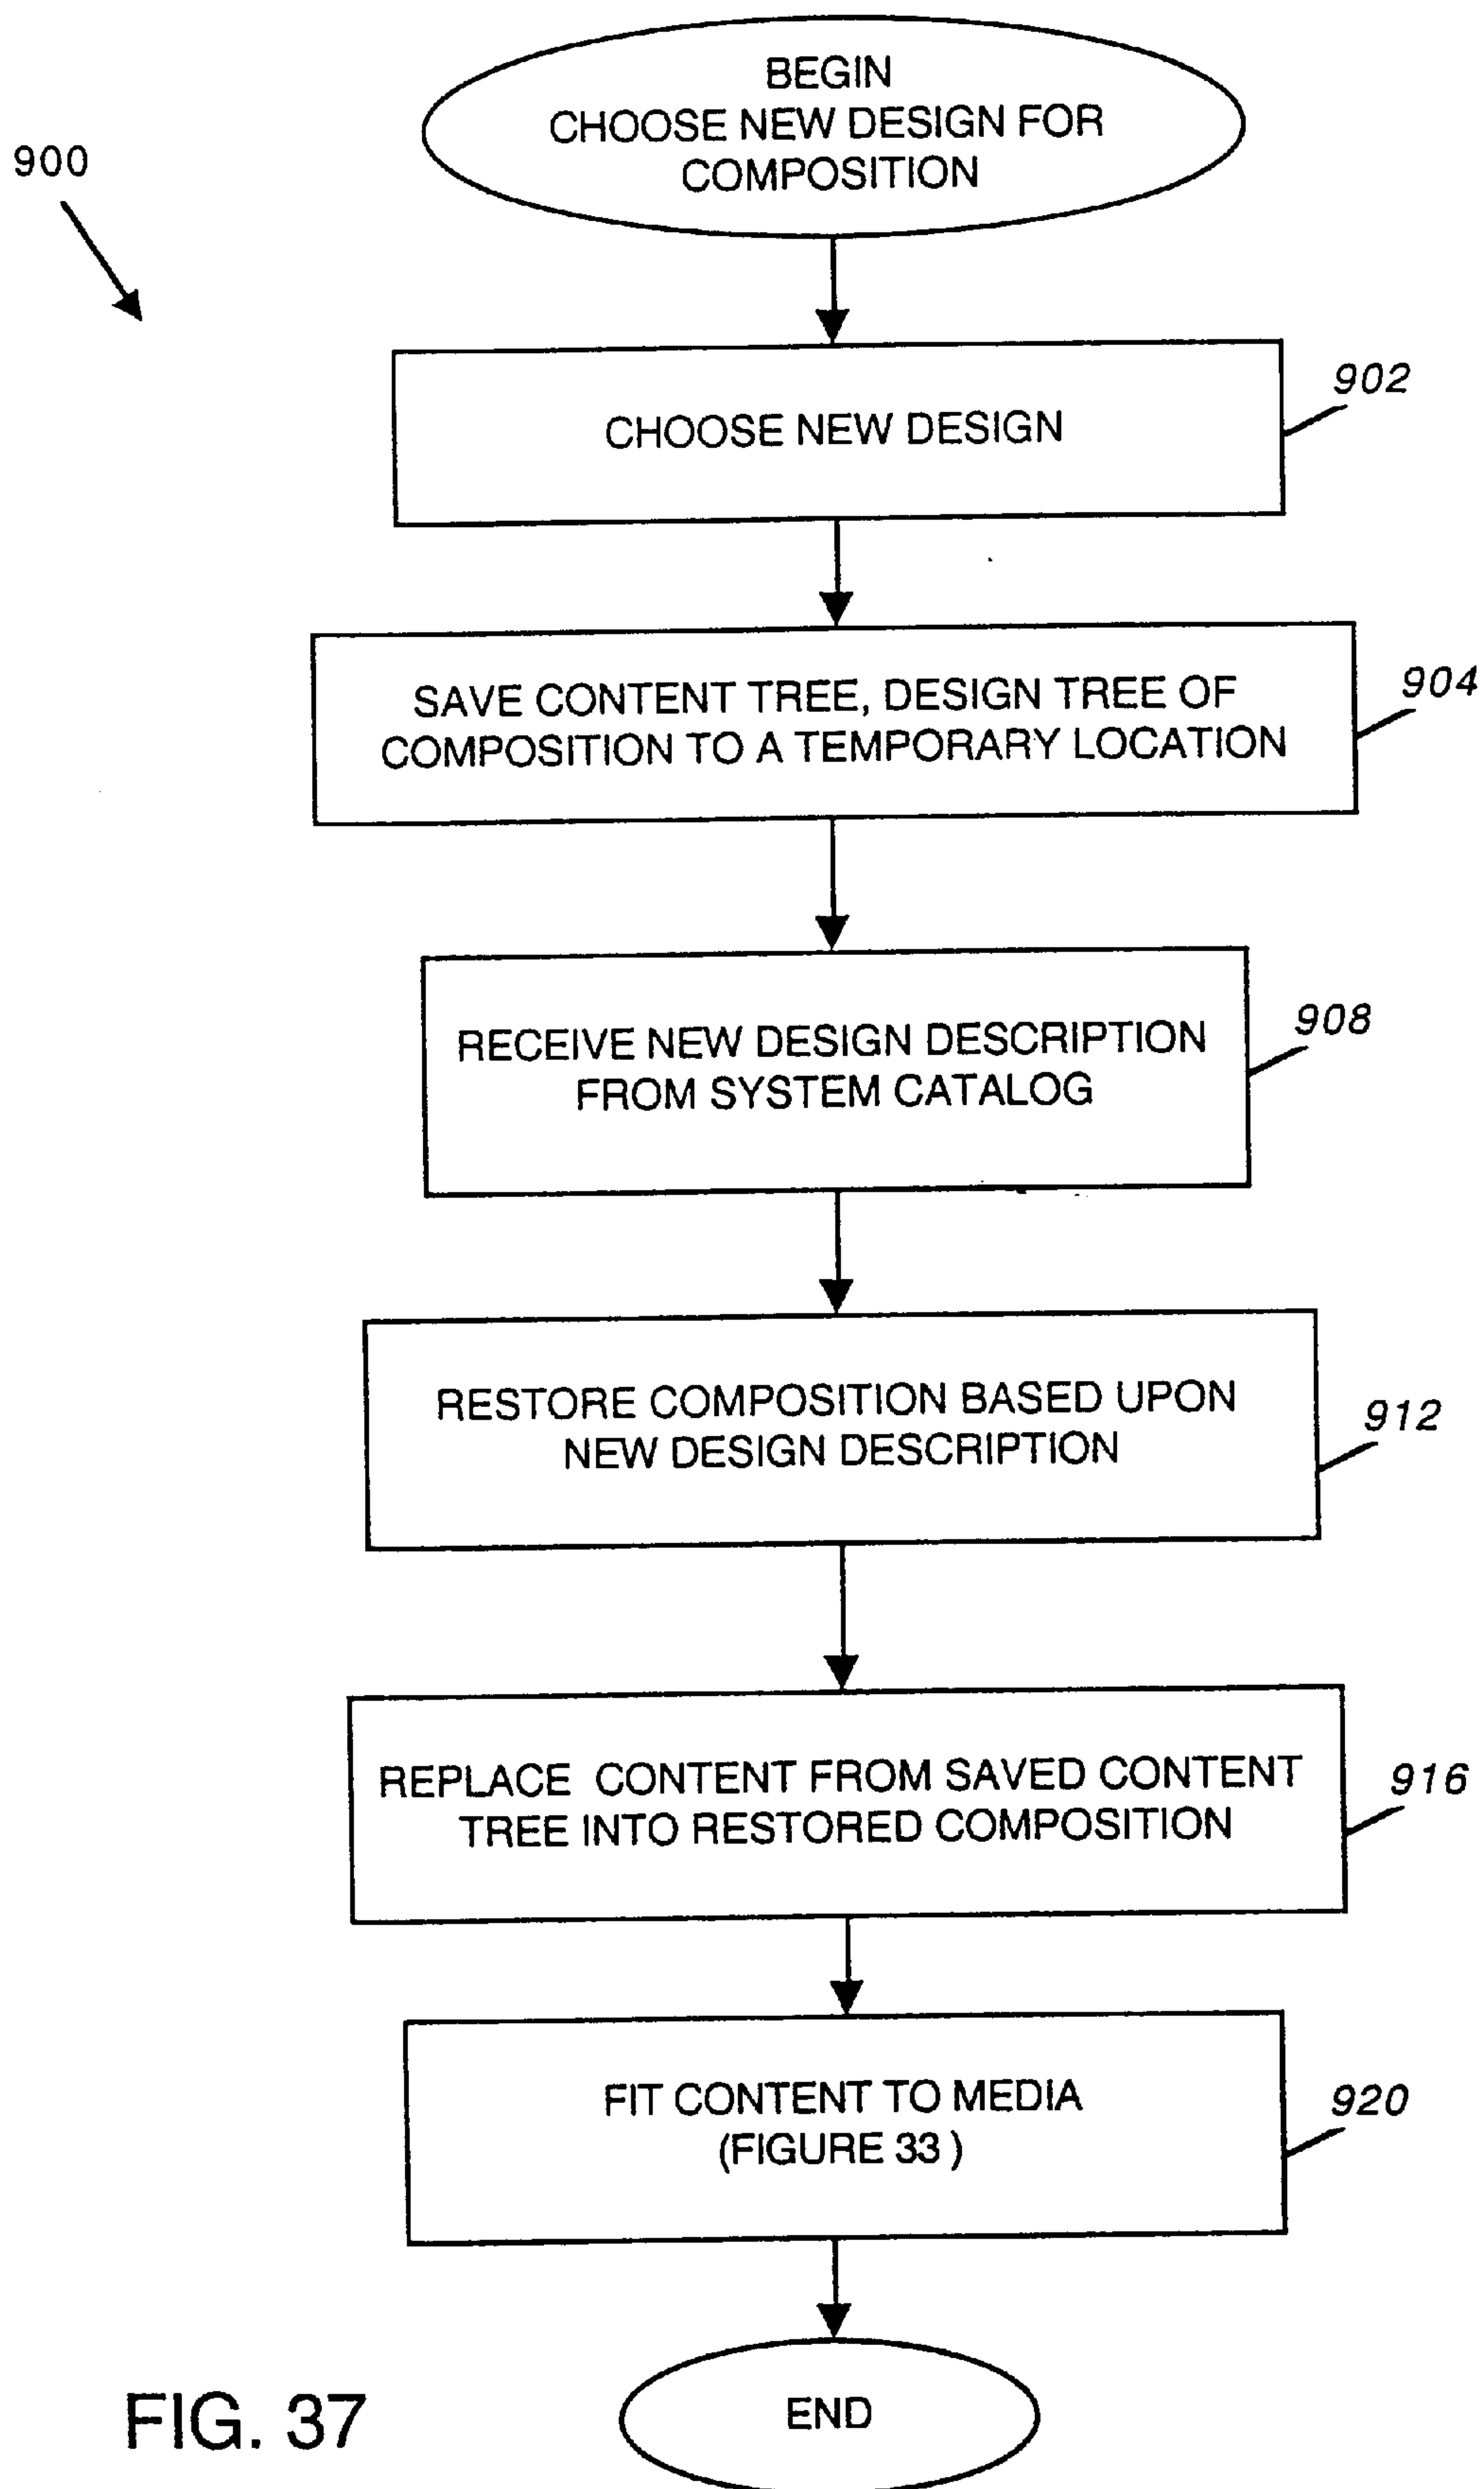 BEGIN
CHOOSE NEW DESIGN FOR
COMPOSITION
900
CHOOSE NEW DESIGN
902
SAVE CONTENT TREE, DESIGN TREE OF
COMPOSITION TO A TEMPORARY LOCATION
904
RECEIVE NEW DESIGN DESCRIPTION
FROM SYSTEM CATALOG
908
RESTORE COMPOSITION BASED UPON
NEW DESIGN DESCRIPTION
912
REPLACE CONTENT FROM SAVED CONTENT
TREE INTO RESTORED COMPOSITION
916
FIT CONTENT TO MEDIA
(FIGURE 33 )
920
END
FIG. 37